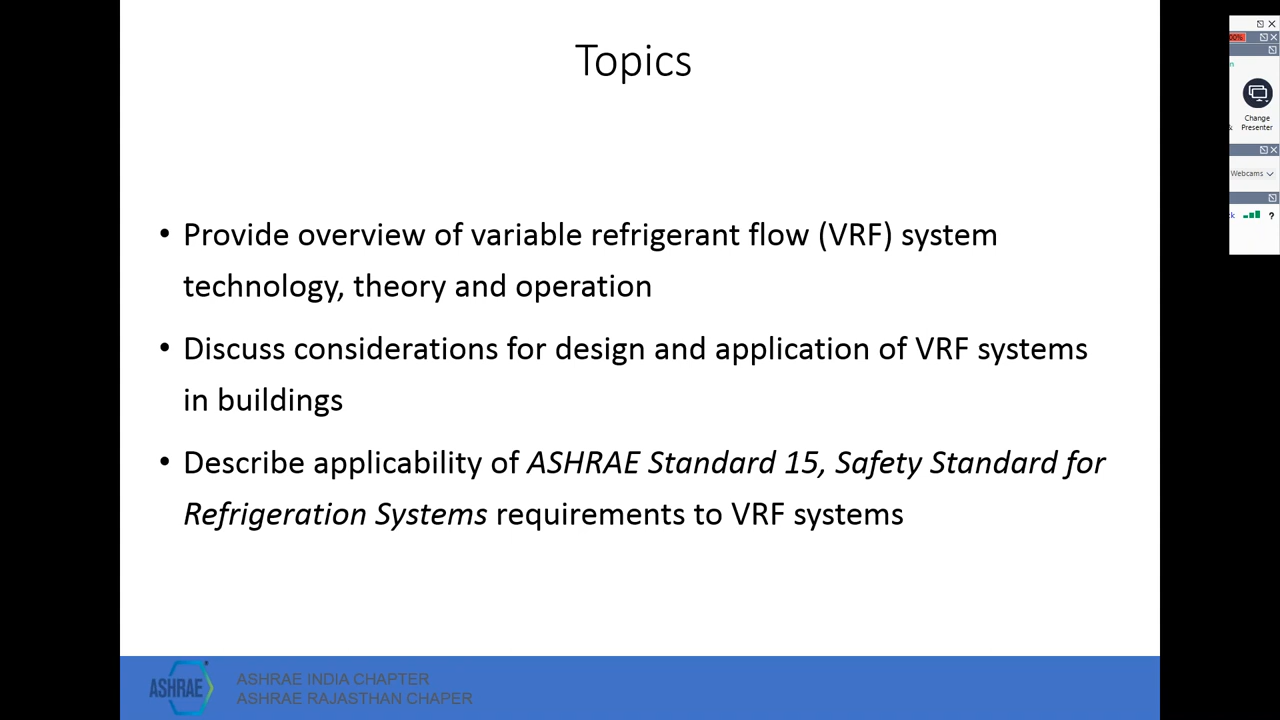 Topics
• Provide overview of variable refrigerant flow (VRF) system
technology, theory and operation
• Discuss considerations for design and application of VRF systems
in buildings
• Describe applicability of ASHRAE Standard 15, Safety Standard for
Refrigeration Systems requirements to VRF systems
ASHRAE
ASHRAE INDIA CHAPTER
ASHRAE RAJASTHAN CHAPER
00%
n
Change
& Presenter
Webcams
k ?